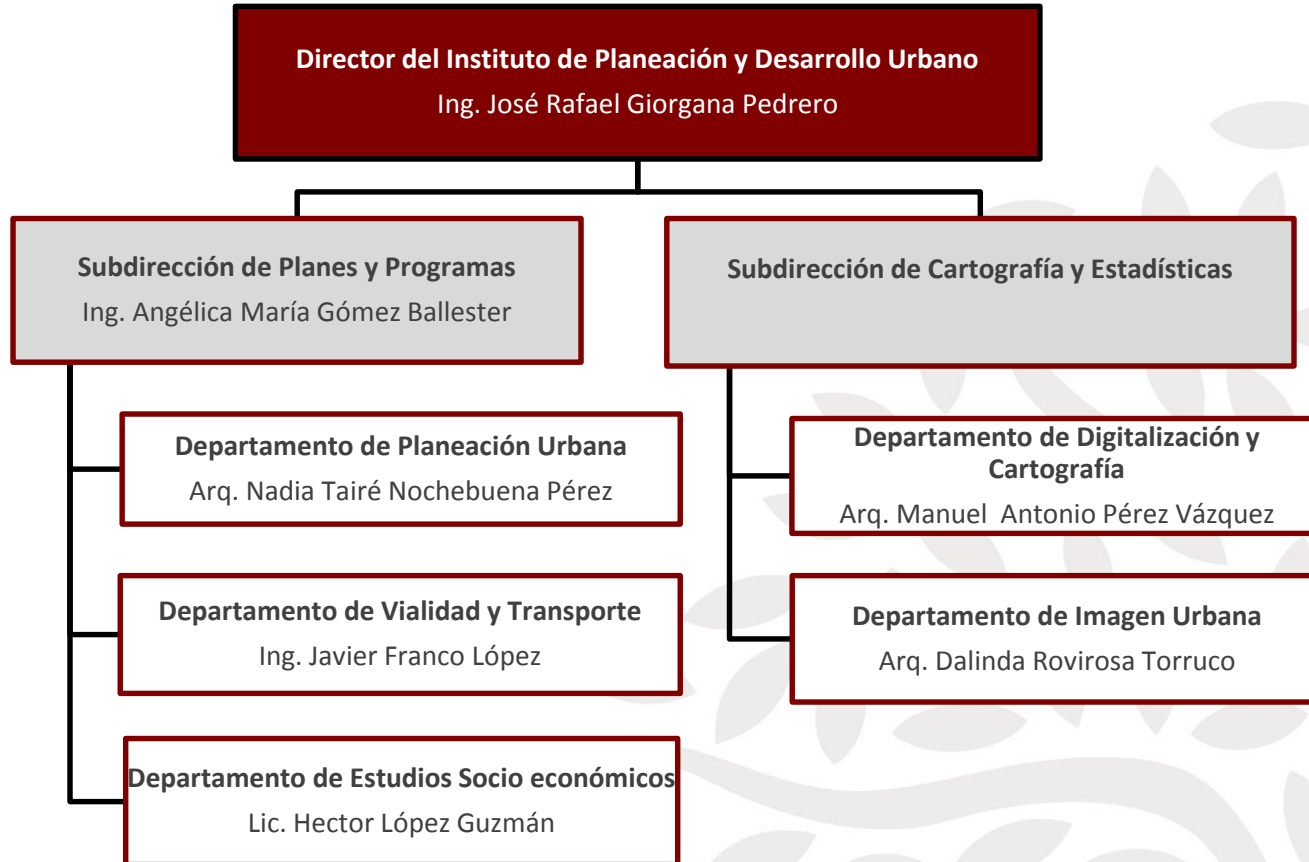 Director del Instituto de Planeación y Desarrollo Urbano
Ing. José Rafael Giorgana Pedrero
Subdirección de Planes y Programas
Ing. Angélica María Gómez Ballester
Subdirección de Cartografía y Estadísticas
Departamento de Planeación Urbana
Arq. Nadia Tairé Nochebuena Pérez
Departamento de Vialidad y Transporte
Ing. Javier Franco López
Departamento de Estudios Socio económicos
Lic. Hector López Guzmán
Departamento de Digitalización y
Cartografía
Arq. Manuel  Antonio Pérez Vázquez
Departamento de Imagen Urbana
Arq. Dalinda Rovirosa Torruco